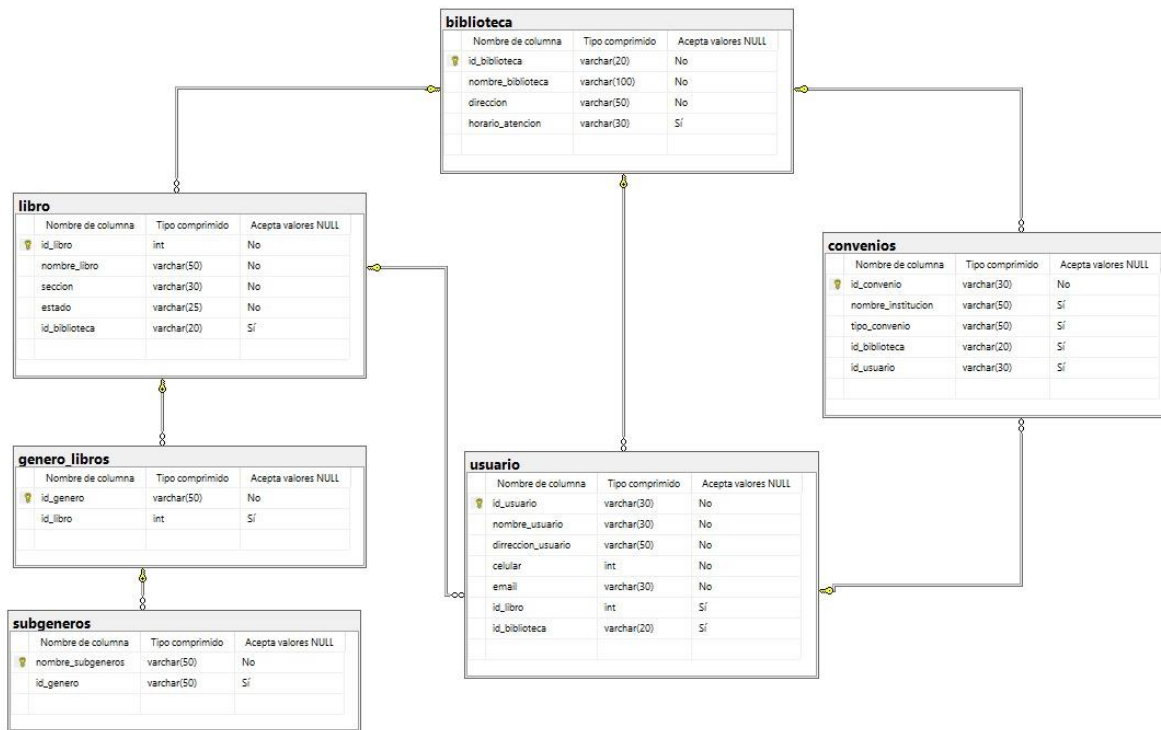 biblioteca
Nombre de columna Tipo comprimido Acepta valores NULL
id_biblioteca varchar(20) No
nombre_biblioteca varchar(100) No
direccion varchar(50) No
horario_atencion varchar(30) Sí
libro
Nombre de columna Tipo comprimido Acepta valores NULL
id_libro int No
nombre_libro varchar(50) No
seccion varchar(30) No
estado varchar(25) No
id_biblioteca varchar(20) Sí
convenios
Nombre de columna Tipo comprimido Acepta valores NULL
id_convenio varchar(30) No
nombre_institucion varchar(50) Sí
tipo_convenio varchar(50) Sí
id_biblioteca varchar(20) Sí
id_usuario varchar(30) Sí
genero_libros
Nombre de columna Tipo comprimido Acepta valores NULL
id_genero varchar(50) No
id_libro int Sí
usuario
Nombre de columna Tipo comprimido Acepta valores NULL
id_usuario varchar(30) No
nombre_usuario varchar(30) No
dirreccion_usuario varchar(50) No
celular int No
email varchar(30) No
id_libro int Sí
id_biblioteca varchar(20) Sí
subgeneros
Nombre de columna Tipo comprimido Acepta valores NULL
nombre_subgeneros varchar(50) No
id_genero varchar(50) Sí